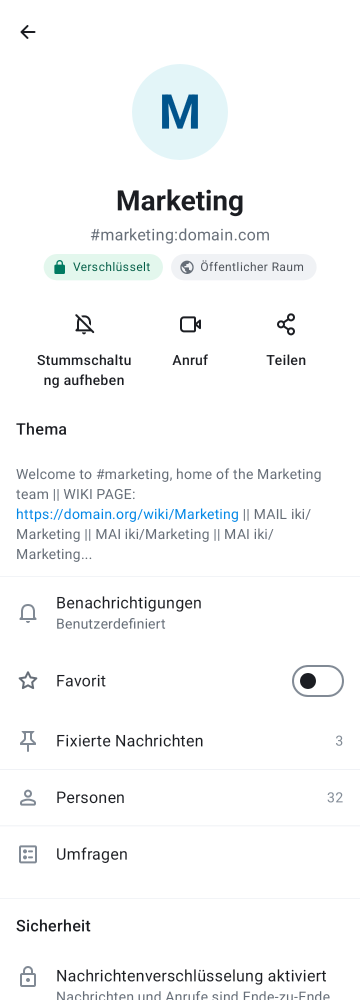 M
Marketing
#marketing:domain.com
Verschlüsselt
Öffentlicher Raum
Stummschaltu
ng aufheben
Anruf
Teilen
Thema
Welcome to #marketing, home of the Marketing
team || WIKI PAGE:
https://domain.org/wiki/Marketing || MAIL iki/
Marketing || MAI iki/Marketing || MAI iki/
Marketing...
Benachrichtigungen
Benutzerdefiniert
Favorit
Fixierte Nachrichten 3
Personen 32
Umfragen
Sicherheit
Nachrichtenverschlüsselung aktiviert
Nachrichten und Anrufe sind Ende-zu-Ende